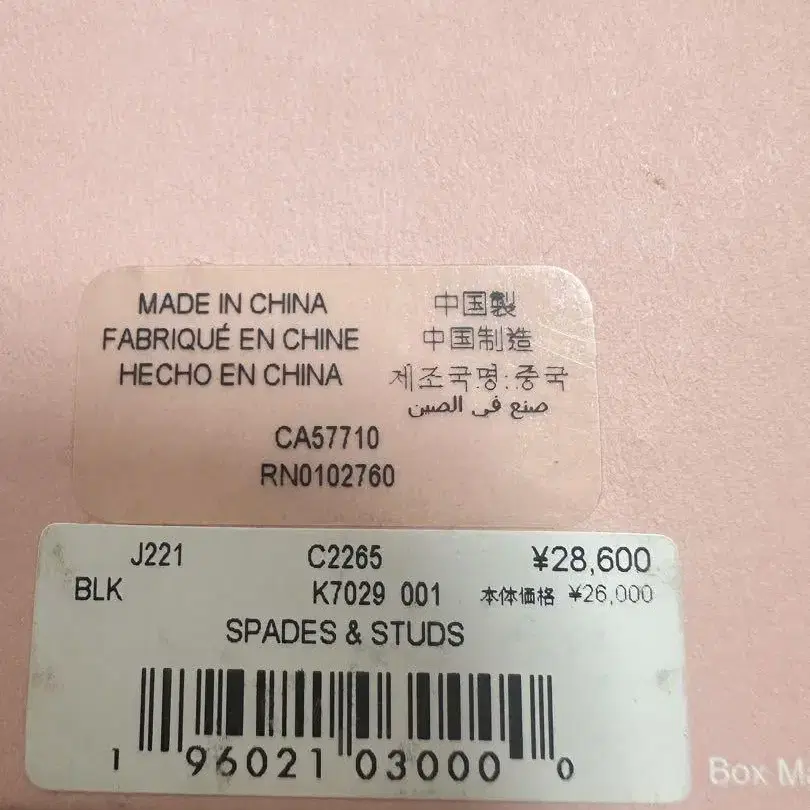 MADE IN CHINA
FABRIQUÉ EN CHINE
HECHO EN CHINA
中国製
中国制造
제조국명:중국
صنع في الصين
CA57710
RN0102760
J221 C2265 ¥28,600
BLK K7029 001 本体価格 ¥26,000
SPADES & STUDS
1 96021 03000 0
Box